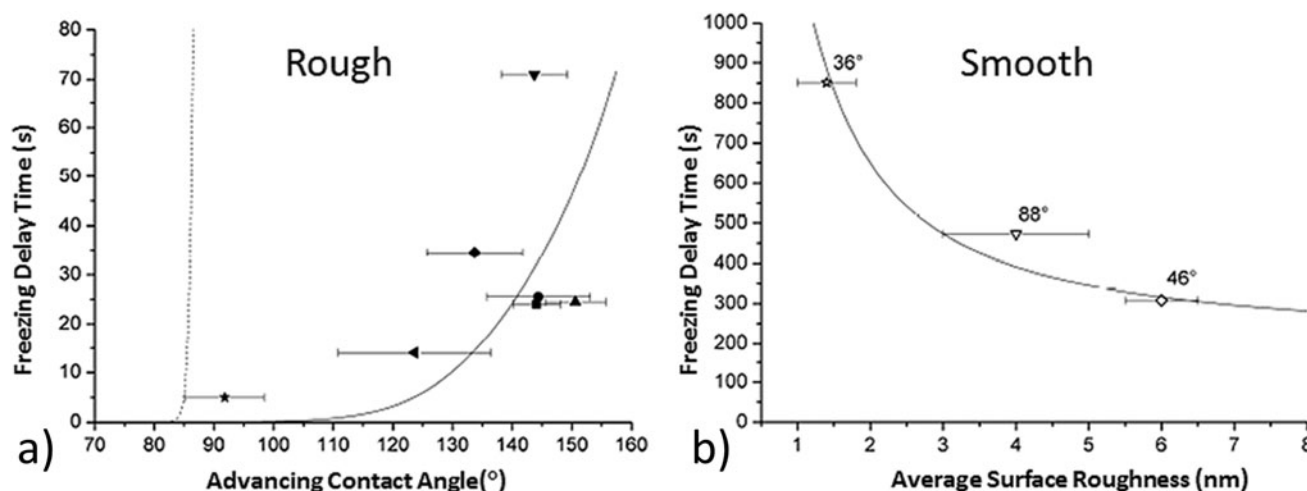 Rough
Freezing Delay Time (s)
80
70
60
50
40
30
20
10
0
70 80 90 100 110 120 130 140 150 160
Advancing Contact Angle(°)
a)
Smooth
Freezing Delay Time (s)
1000
900
800
700
600
500
400
300
200
100
0
36°
88°
46°
1 2 3 4 5 6 7 8
Average Surface Roughness (nm)
b)